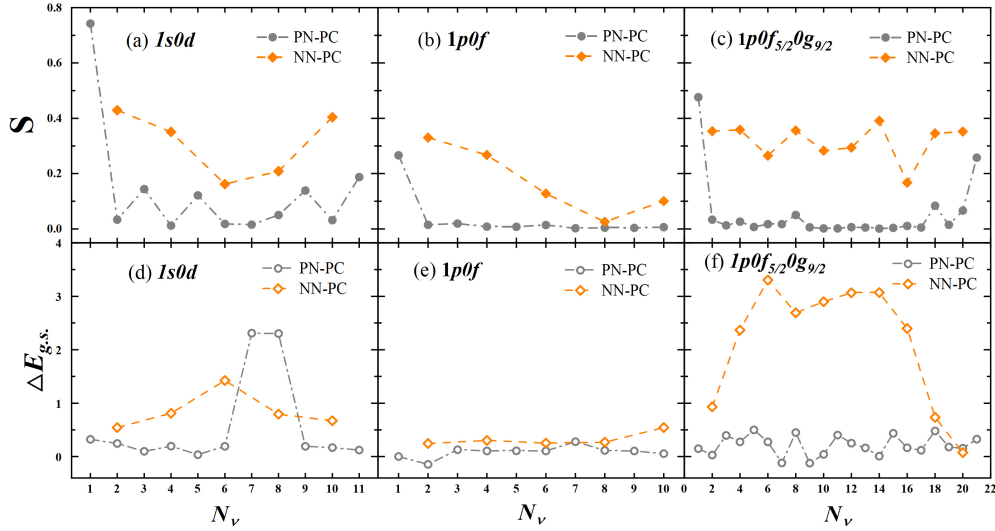 0.8
0.6
0.4
0.2
0.0
S
(a) 1s0d
PN-PC
NN-PC
(b) 1p0f
PN-PC
NN-PC
(c) 1p0f5/20g9/2
PN-PC
NN-PC
4
3
2
1
0
△Eg.s.
(d) 1s0d
PN-PC
NN-PC
(e) 1p0f
PN-PC
NN-PC
(f) 1p0f5/20g9/2
PN-PC
NN-PC
1 2 3 4 5 6 7 8 9 10 11
1 2 3 4 5 6 7 8 9 10
0 2 4 6 8 10 12 14 16 18 20 22
Nν
Nν
Nν